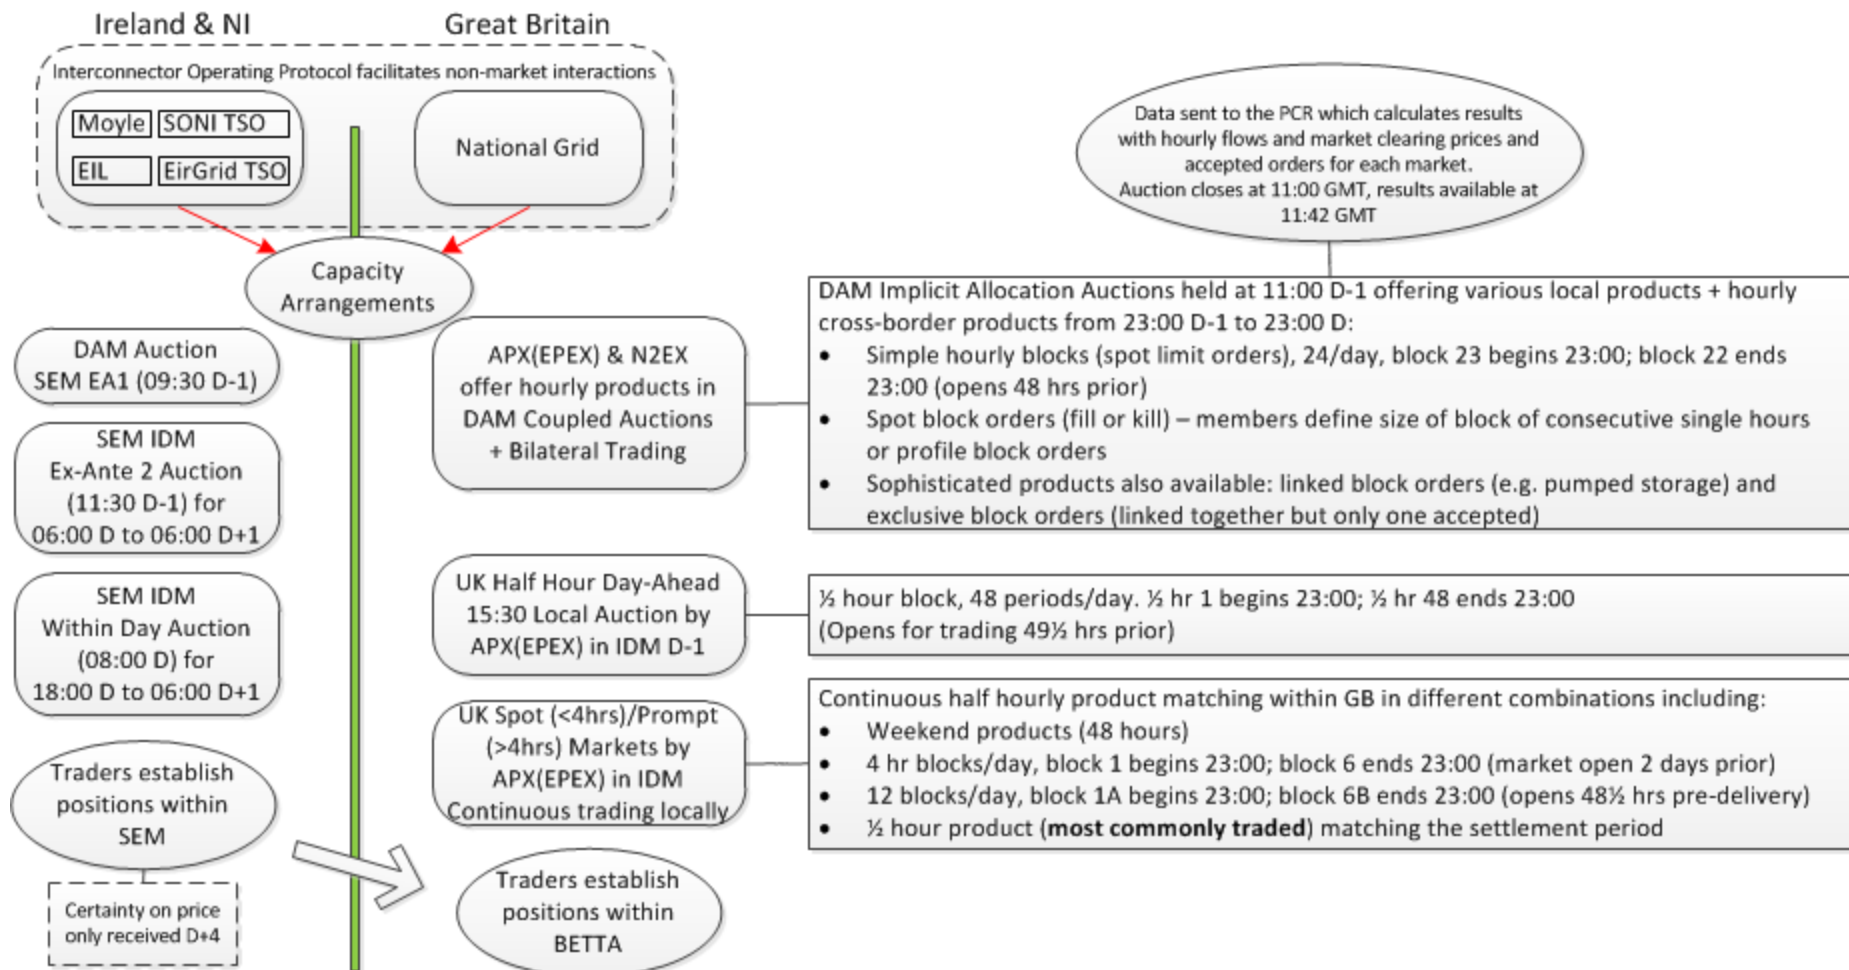 Ireland & NI
Great Britain
Interconnector Operating Protocol facilitates non-market interactions
Moyle
SONI TSO
EIL
EirGrid TSO
National Grid
Capacity
Arrangements
DAM Auction
SEM EA1 (09:30 D-1)
SEM IDM
Ex-Ante 2 Auction
(11:30 D-1) for
06:00 D to 06:00 D+1
SEM IDM
Within Day Auction
(08:00 D) for
18:00 D to 06:00 D+1
Traders establish
positions within
SEM
Certainty on price
only received D+4
APX(EPEX) & N2EX
offer hourly products in
DAM Coupled Auctions
+ Bilateral Trading
UK Half Hour Day-Ahead
15:30 Local Auction by
APX(EPEX) in IDM D-1
UK Spot (<4hrs)/Prompt
(>4hrs) Markets by
APX(EPEX) in IDM
Continuous trading locally
Traders establish
positions within
BETTA
Data sent to the PCR which calculates results
with hourly flows and market clearing prices and
accepted orders for each market.
Auction closes at 11:00 GMT, results available at
11:42 GMT
DAM Implicit Allocation Auctions held at 11:00 D-1 offering various local products + hourly
cross-border products from 23:00 D-1 to 23:00 D:
• Simple hourly blocks (spot limit orders), 24/day, block 23 begins 23:00; block 22 ends
23:00 (opens 48 hrs prior)
• Spot block orders (fill or kill) – members define size of block of consecutive single hours
or profile block orders
• Sophisticated products also available: linked block orders (e.g. pumped storage) and
exclusive block orders (linked together but only one accepted)
½ hour block, 48 periods/day. ½ hr 1 begins 23:00; ½ hr 48 ends 23:00
(Opens for trading 49½ hrs prior)
Continuous half hourly product matching within GB in different combinations including:
• Weekend products (48 hours)
• 4 hr blocks/day, block 1 begins 23:00; block 6 ends 23:00 (market open 2 days prior)
• 12 blocks/day, block 1A begins 23:00; block 6B ends 23:00 (opens 48½ hrs pre-delivery)
• ½ hour product (most commonly traded) matching the settlement period